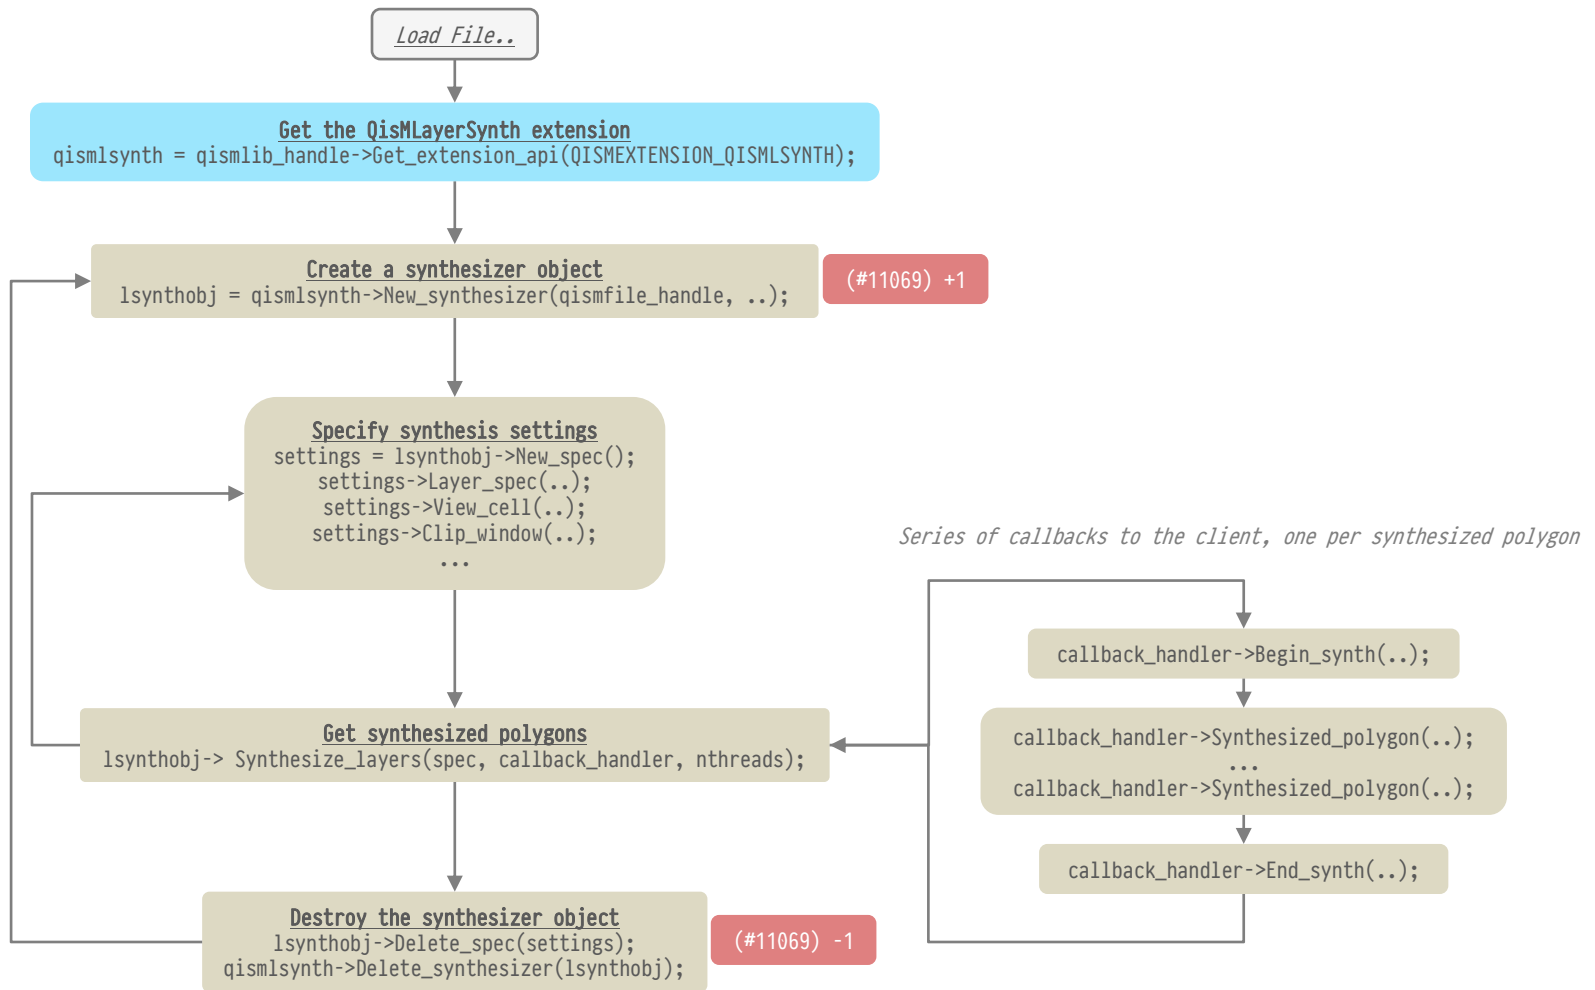 Load File..
Get the QisMLayerSynth extension
qismlsynth = qismlib_handle->Get_extension_api(QISMEXTENSION_QISMLSYNTH);
Create a synthesizer object
lsynthobj = qismlsynth->New_synthesizer(qismfile_handle, ..);
(#11069) +1
Specify synthesis settings
settings = lsynthobj->New_spec();
settings->Layer_spec(..);
settings->View_cell(..);
settings->Clip_window(..);
...
Series of callbacks to the client, one per synthesized polygon
callback_handler->Begin_synth(..);
callback_handler->Synthesized_polygon(..);
...
callback_handler->Synthesized_polygon(..);
callback_handler->End_synth(..);
Get synthesized polygons
lsynthobj-> Synthesize_layers(spec, callback_handler, nthreads);
Destroy the synthesizer object
lsynthobj->Delete_spec(settings);
qismlsynth->Delete_synthesizer(lsynthobj);
(#11069) -1